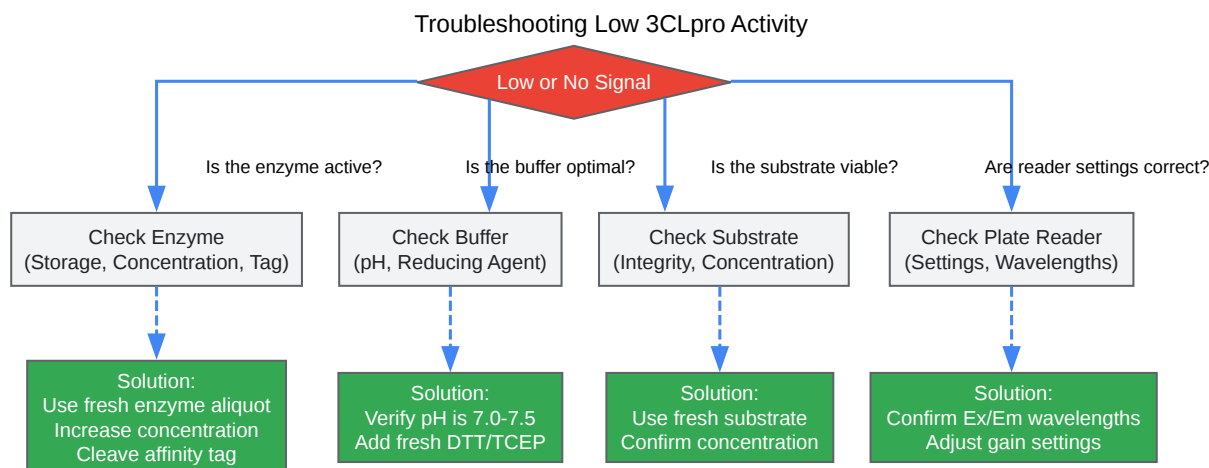 Troubleshooting Low 3CLpro Activity
Low or No Signal
Is the enzyme active?
Is the buffer optimal?
Is the substrate viable?
Are reader settings correct?
Check Enzyme
(Storage, Concentration, Tag)
Check Buffer
(pH, Reducing Agent)
Check Substrate
(Integrity, Concentration)
Check Plate Reader
(Settings, Wavelengths)
Solution:
Use fresh enzyme aliquot
Increase concentration
Cleave affinity tag
Solution:
Verify pH is 7.0-7.5
Add fresh DTT/TCEP
Solution:
Use fresh substrate
Confirm concentration
Solution:
Confirm Ex/Em wavelengths
Adjust gain settings